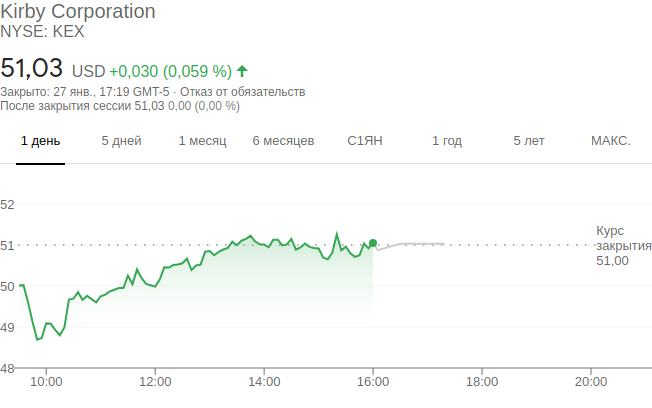 Kirby Corporation
NYSE: KEX
51,03 USD +0,030 (0,059 %)
Закрыто: 27 янв., 17:19 GMT-5 · Отказ от обязательств
После закрытия сессии 51,03 0,00 (0,00 %)
1 день 5 дней 1 месяц 6 месяцев С1ЯН 1 год 5 лет МАКС.
52
51
50
49
48
Курс
закрытия
51,00
10:00 12:00 14:00 16:00 18:00 20:00